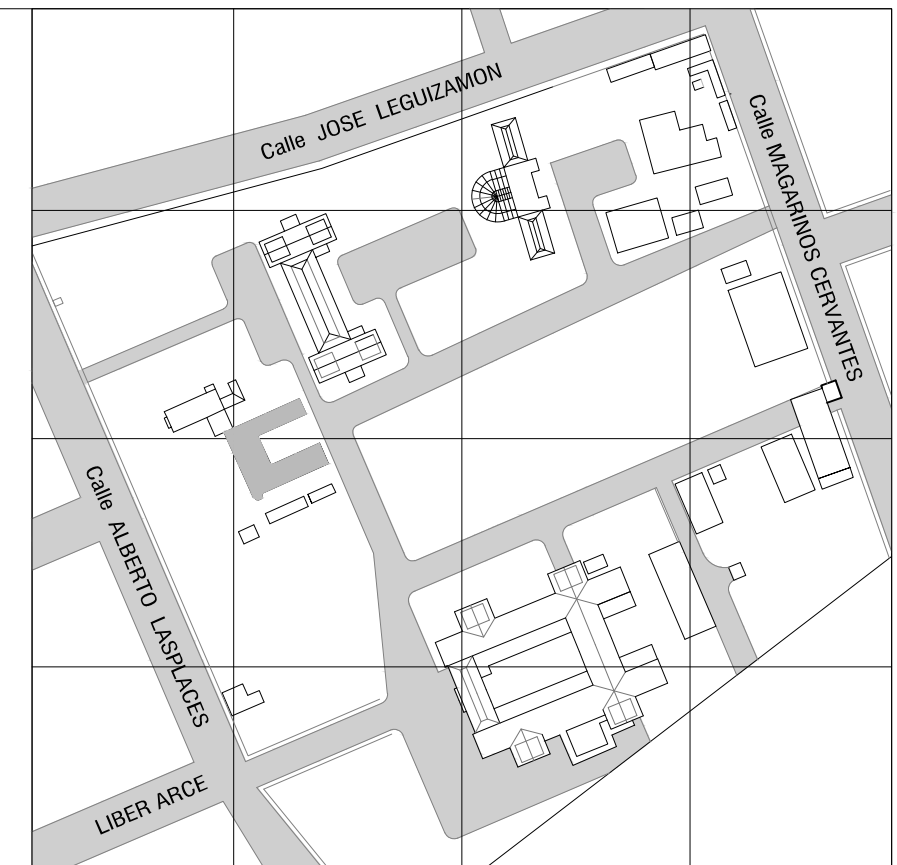 Calle JOSE LEGUIZAMON
Calle MAGARINOS CERVANTES
Calle ALBERTO LASPLACES
LIBER ARCE